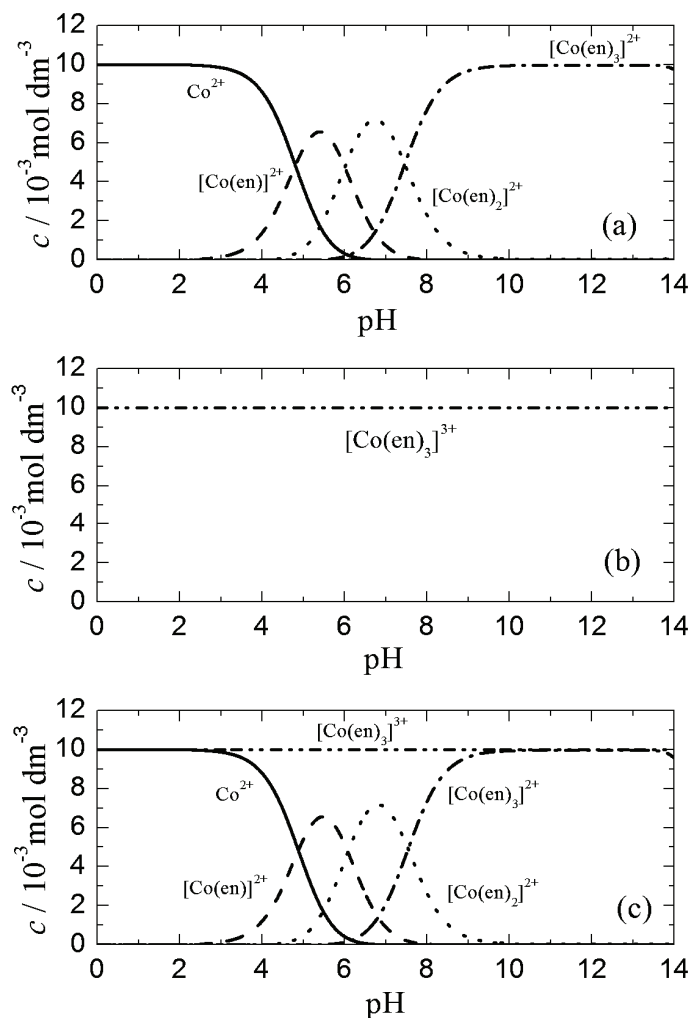 12
10
8
6
4
2
0
c / 10⁻³mol dm⁻³
Co²⁺
[Co(en)]²⁺
[Co(en)₂]²⁺
[Co(en)₃]²⁺
(a)
0 2 4 6 8 10 12 14
pH
12
10
8
6
4
2
0
c / 10⁻³mol dm⁻³
[Co(en)₃]³⁺
(b)
0 2 4 6 8 10 12 14
pH
12
10
8
6
4
2
0
c / 10⁻³mol dm⁻³
[Co(en)₃]³⁺
Co²⁺
[Co(en)₃]²⁺
[Co(en)]²⁺
[Co(en)₂]²⁺
(c)
0 2 4 6 8 10 12 14
pH